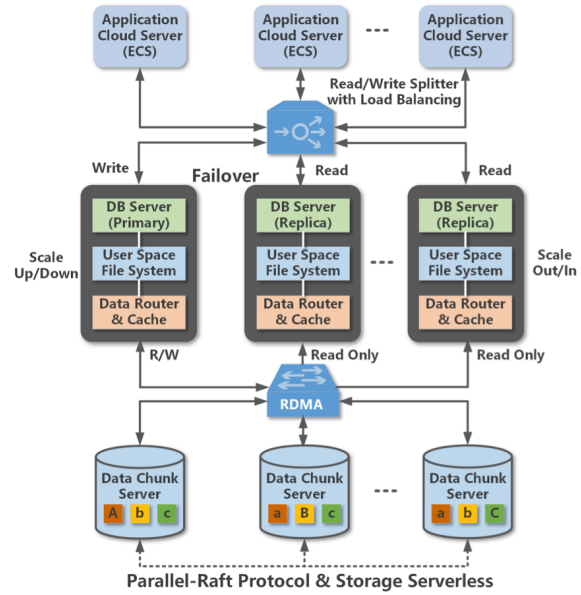 Application
Cloud Server
(ECS)
Application
Cloud Server
(ECS)
Application
Cloud Server
(ECS)
Read/Write Splitter
with Load Balancing
Write
Failover
Read
Read
DB Server
(Primary)
User Space
File System
Data Router
& Cache
DB Server
(Replica)
User Space
File System
Data Router
& Cache
DB Server
(Replica)
User Space
File System
Data Router
& Cache
Scale
Up/Down
Scale
Out/In
R/W
Read Only
Read Only
RDMA
Data Chunk
Server
A b c
Data Chunk
Server
a B c
Data Chunk
Server
a b C
Parallel-Raft Protocol & Storage Serverless